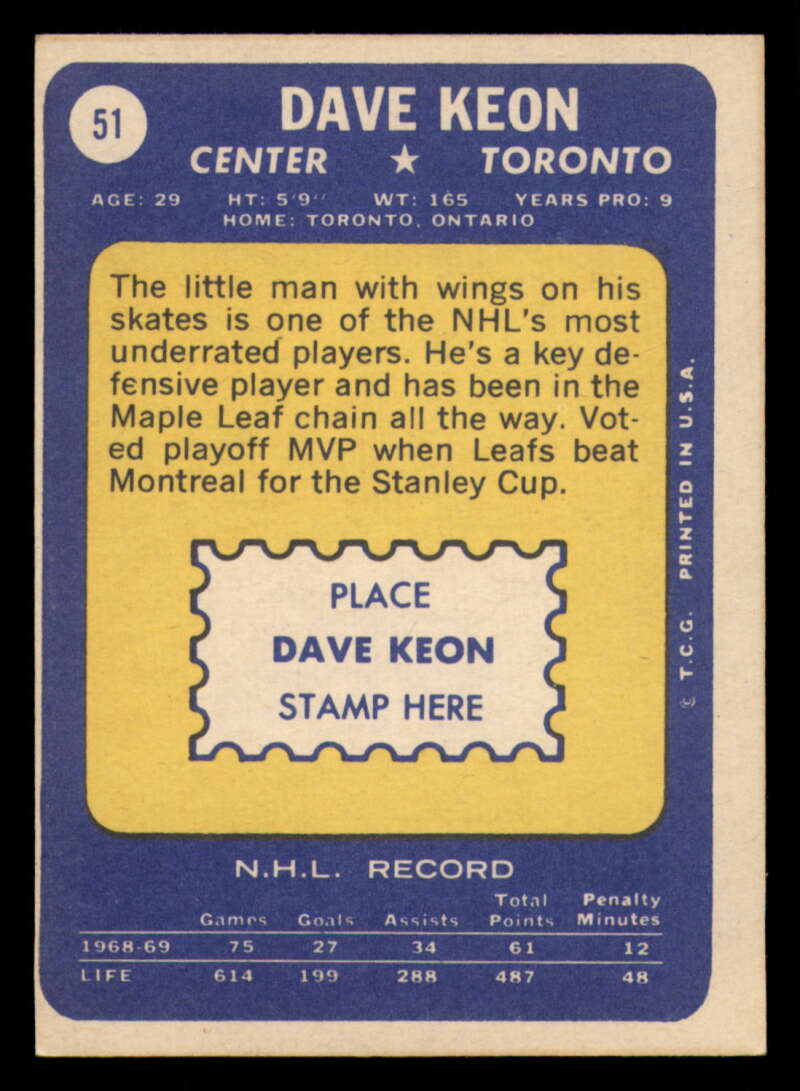 51
DAVE KEON
CENTER ★ TORONTO
AGE: 29 HT: 5'9" WT: 165 YEARS PRO: 9
HOME: TORONTO, ONTARIO
The little man with wings on his
skates is one of the NHL's most
underrated players. He's a key de-
fensive player and has been in the
Maple Leaf chain all the way. Vot-
ed playoff MVP when Leafs beat
Montreal for the Stanley Cup.
PLACE
DAVE KEON
STAMP HERE
© T.C.G. PRINTED IN U.S.A.
N.H.L. RECORD
Games Goals Assists Total Points Penalty Minutes
1968-69 75 27 34 61 12
LIFE 614 199 288 487 48